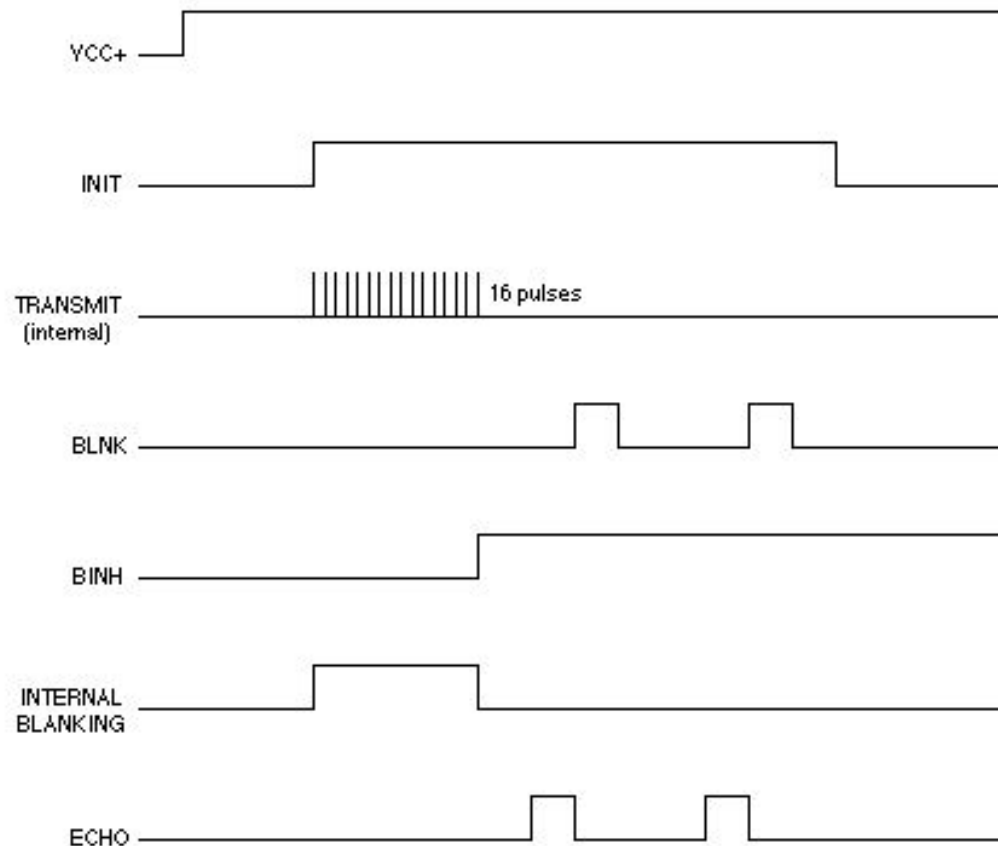 YCC+
INIT
TRANSMIT
(internal)
16 pulses
BLNK
BINH
INTERNAL
BLANKING
ECHO